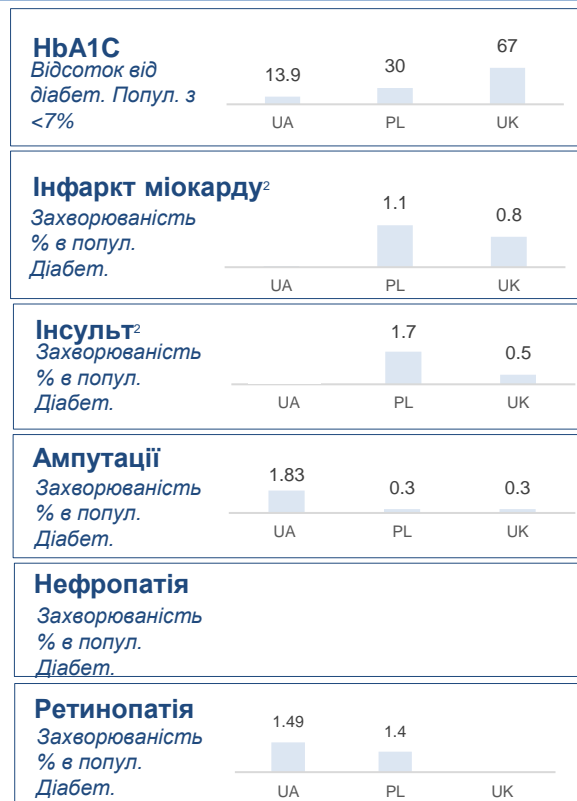 HbA1C
Відсоток від
діабет. Попул. з
<7%
13.9
30
67
UA
PL
UK
Інфаркт міокарду²
Захворюваність
% в попул.
Діабет.
1.1
0.8
UA
PL
UK
Інсульт²
Захворюваність
% в попул.
Діабет.
1.7
0.5
UA
PL
UK
Ампутації
Захворюваність
% в попул.
Діабет.
1.83
0.3
0.3
UA
PL
UK
Нефропатія
Захворюваність
% в попул.
Діабет.
Ретинопатія
Захворюваність
% в попул.
Діабет.
1.49
1.4
UA
PL
UK